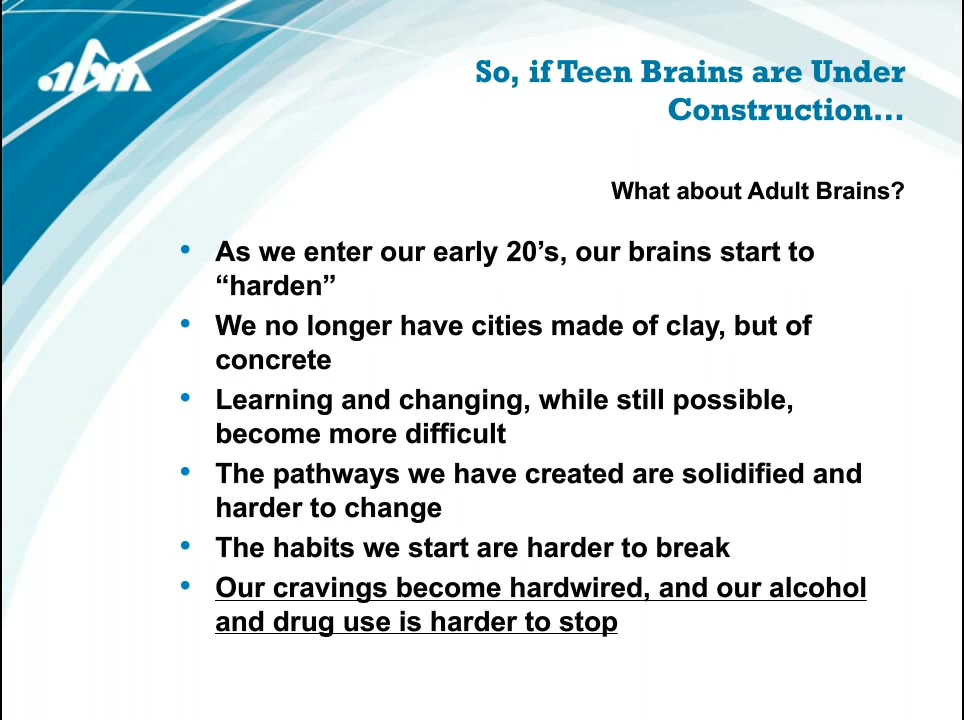 abm
So, if Teen Brains are Under
Construction...
What about Adult Brains?
• As we enter our early 20’s, our brains start to
“harden”
• We no longer have cities made of clay, but of
concrete
• Learning and changing, while still possible,
become more difficult
• The pathways we have created are solidified and
harder to change
• The habits we start are harder to break
• Our cravings become hardwired, and our alcohol
and drug use is harder to stop